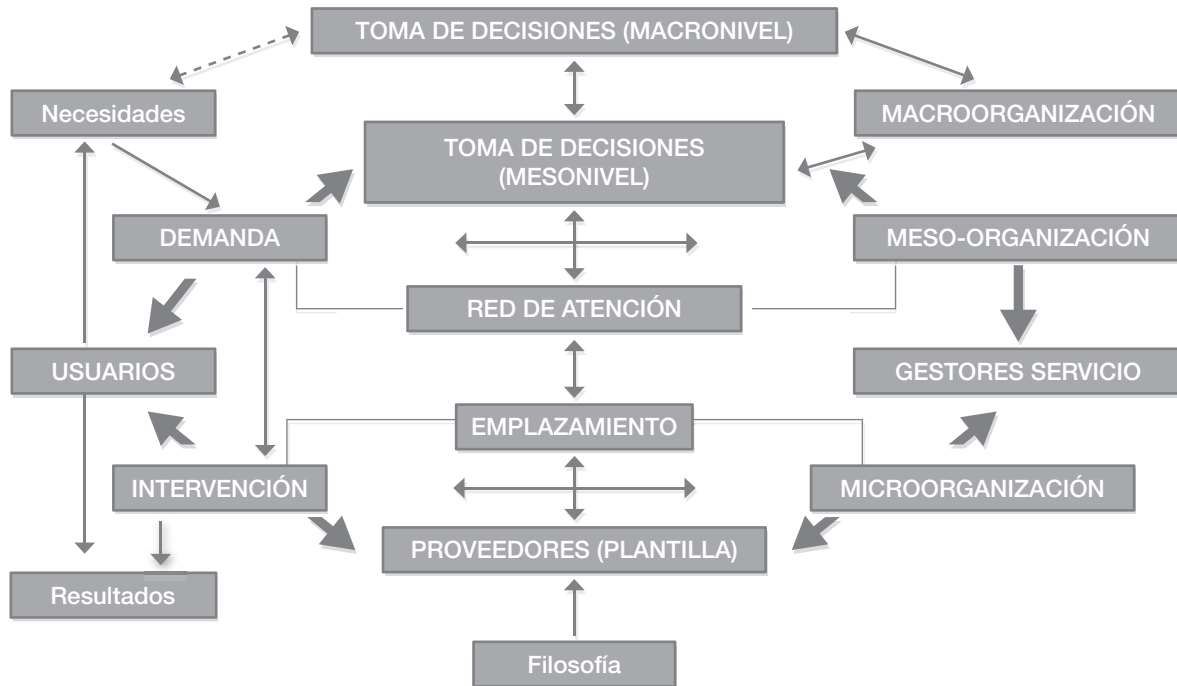 TOMA DE DECISIONES (MACRONIVEL)
Necesidades
MACROORGANIZACIÓN
TOMA DE DECISIONES
(MESONIVEL)
DEMANDA
MESO-ORGANIZACIÓN
RED DE ATENCIÓN
USUARIOS
GESTORES SERVICIO
EMPLAZAMIENTO
INTERVENCIÓN
MICROORGANIZACIÓN
PROVEEDORES (PLANTILLA)
Resultados
Filosofía